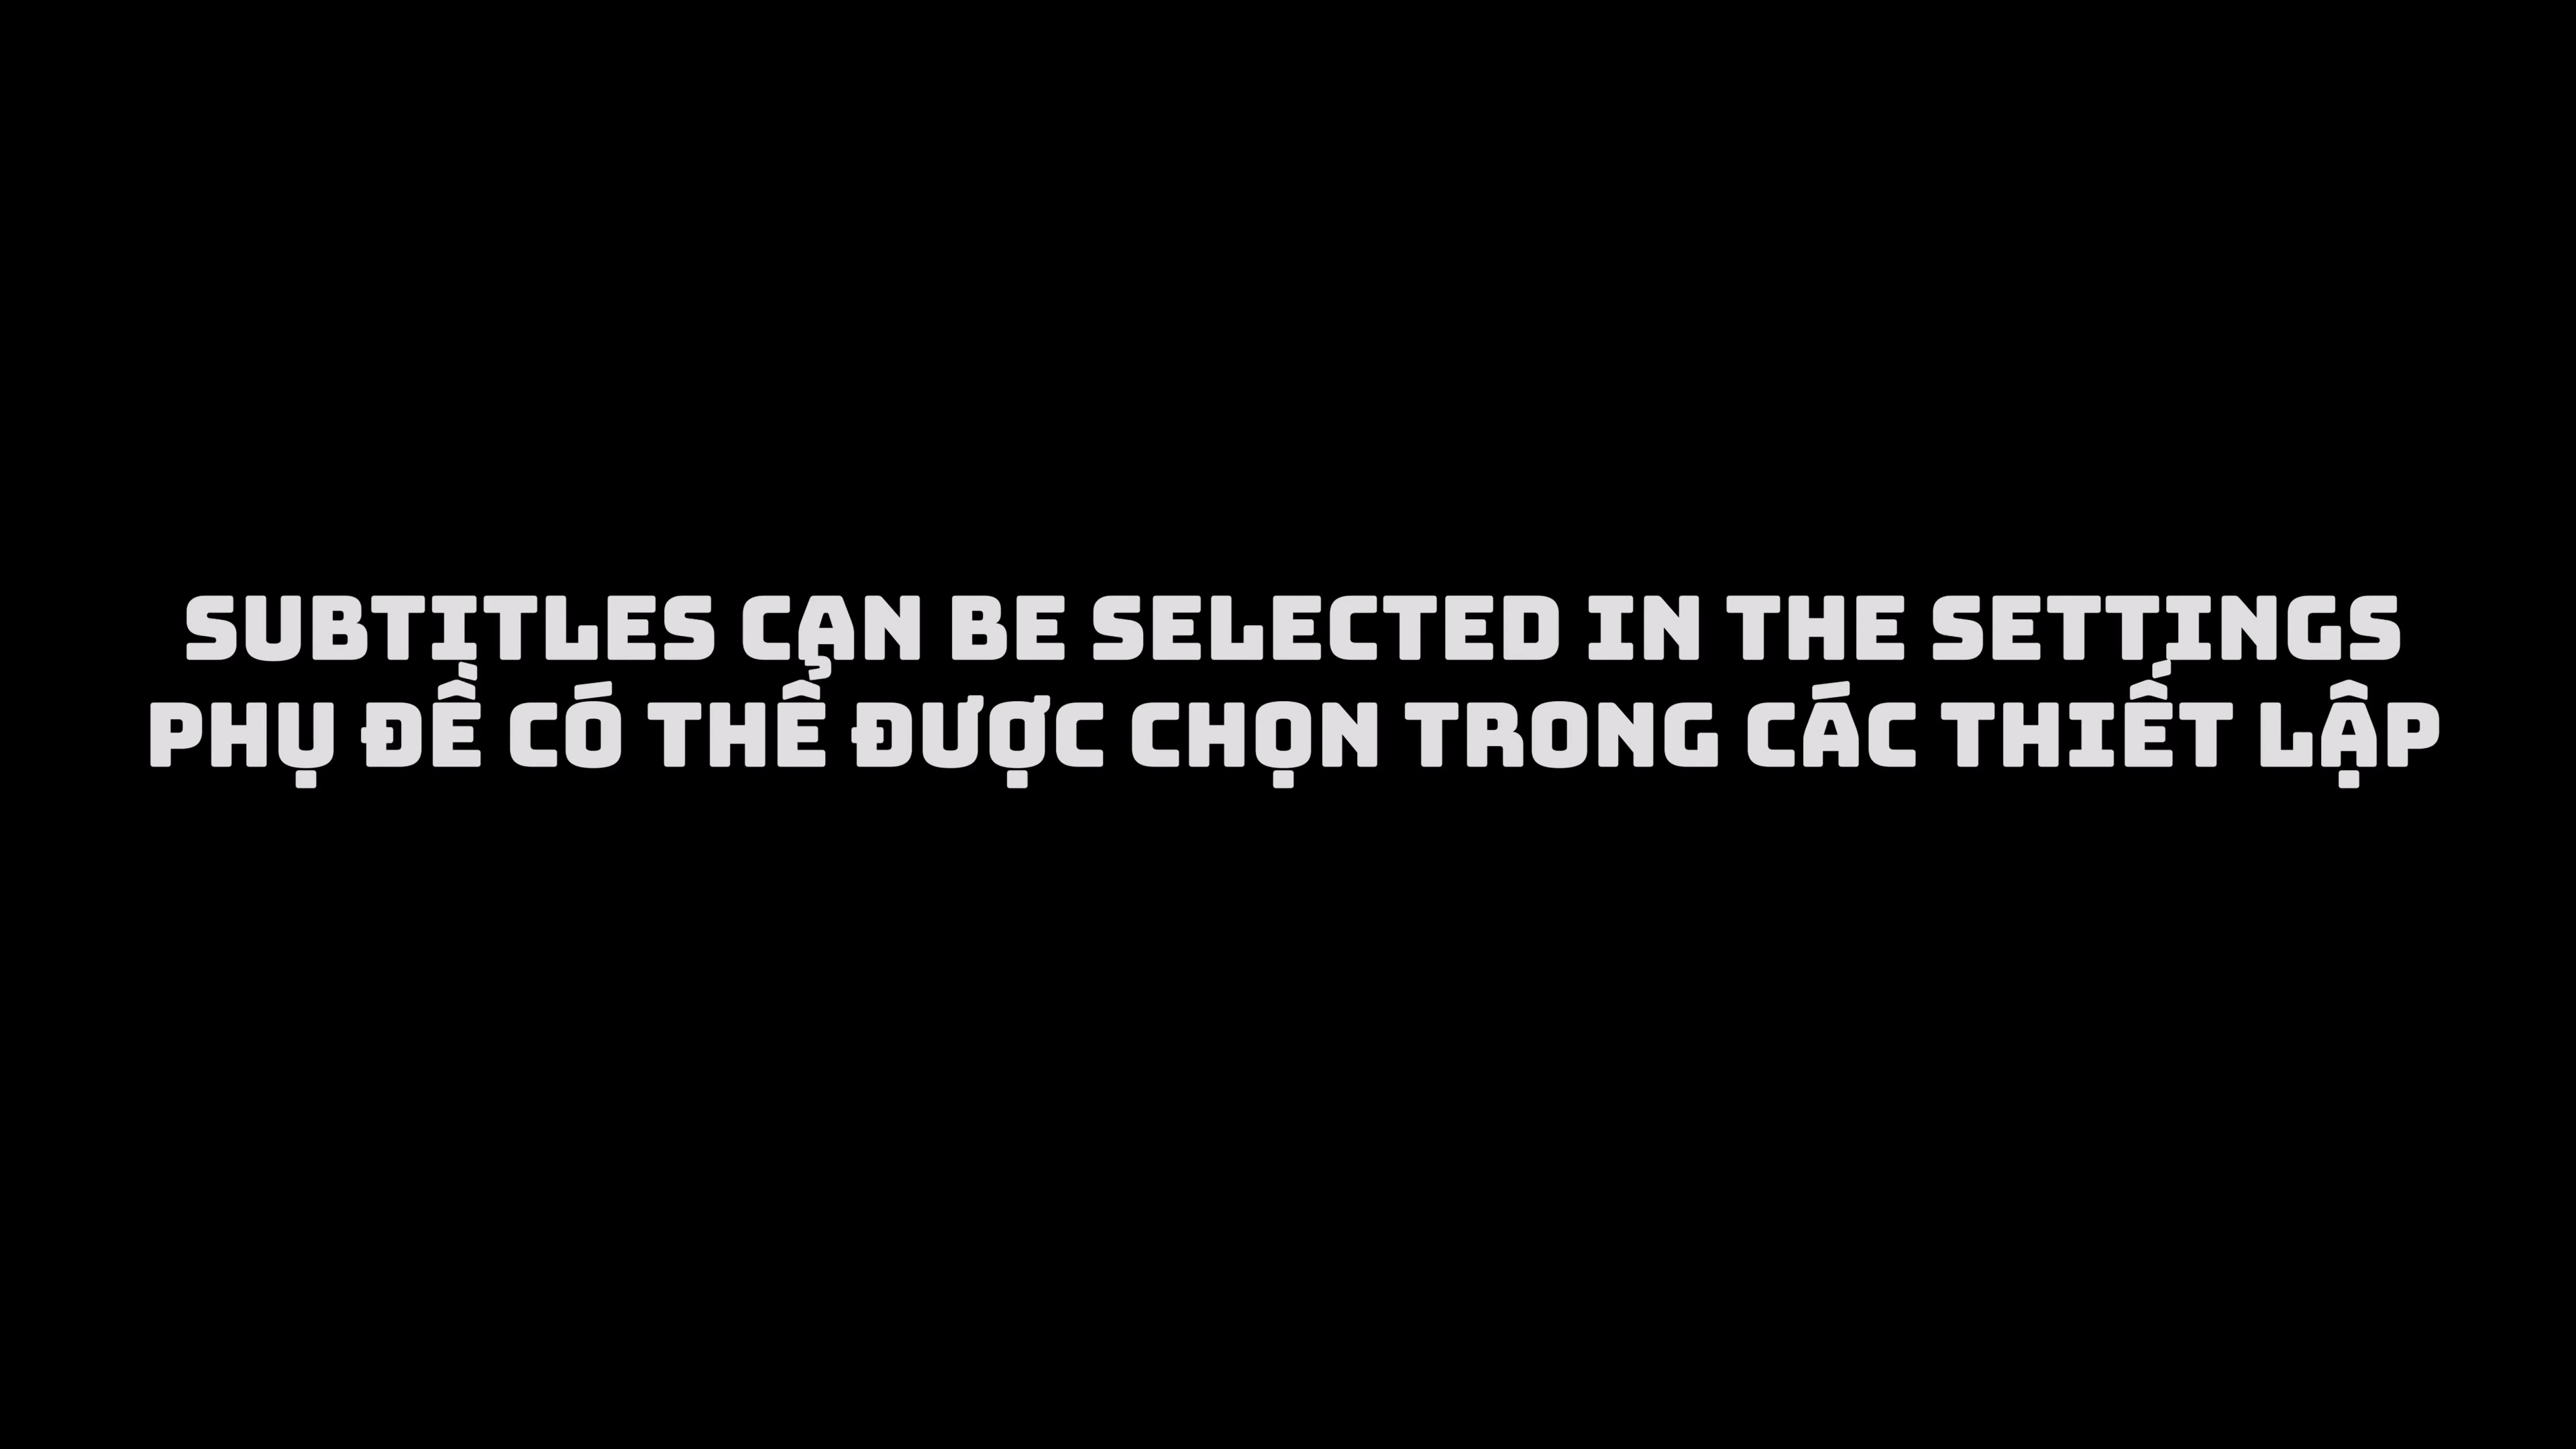 SUBTITLES CAN BE SELECTED IN THE SETTINGS
PHỤ ĐỀ CÓ THỂ ĐƯỢC CHỌN TRONG CÁC THIẾT LẬP